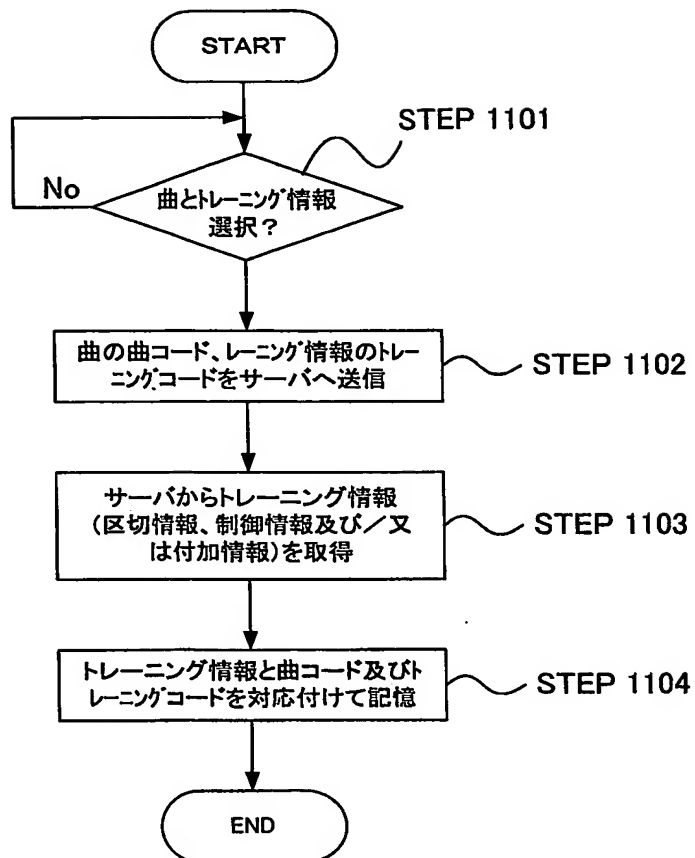 START
STEP 1101
No
曲とトレーニング情報
選択？
曲の曲コード、レーニング情報のトレー
ニングコードをサーバへ送信
STEP 1102
サーバからトレーニング情報
（区切情報、制御情報及び／又
は付加情報）を取得
STEP 1103
トレーニング情報と曲コード及びト
レーニングコードを対応付けて記憶
STEP 1104
END